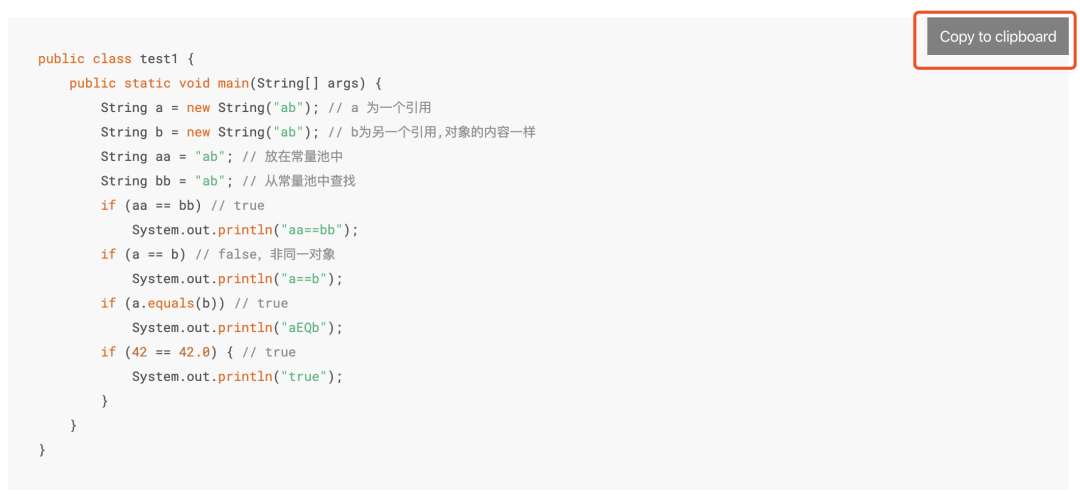 Copy to clipboard
public class test1 {
    public static void main(String[] args) {
        String a = new String("ab"); // a 为一个引用
        String b = new String("ab"); // b为另一个引用,对象的内容一样
        String aa = "ab"; // 放在常量池中
        String bb = "ab"; // 从常量池中查找
        if (aa == bb) // true
            System.out.println("aa==bb");
        if (a == b) // false，非同一对象
            System.out.println("a==b");
        if (a.equals(b)) // true
            System.out.println("aEQb");
        if (42 == 42.0) { // true
            System.out.println("true");
        }
    }
}